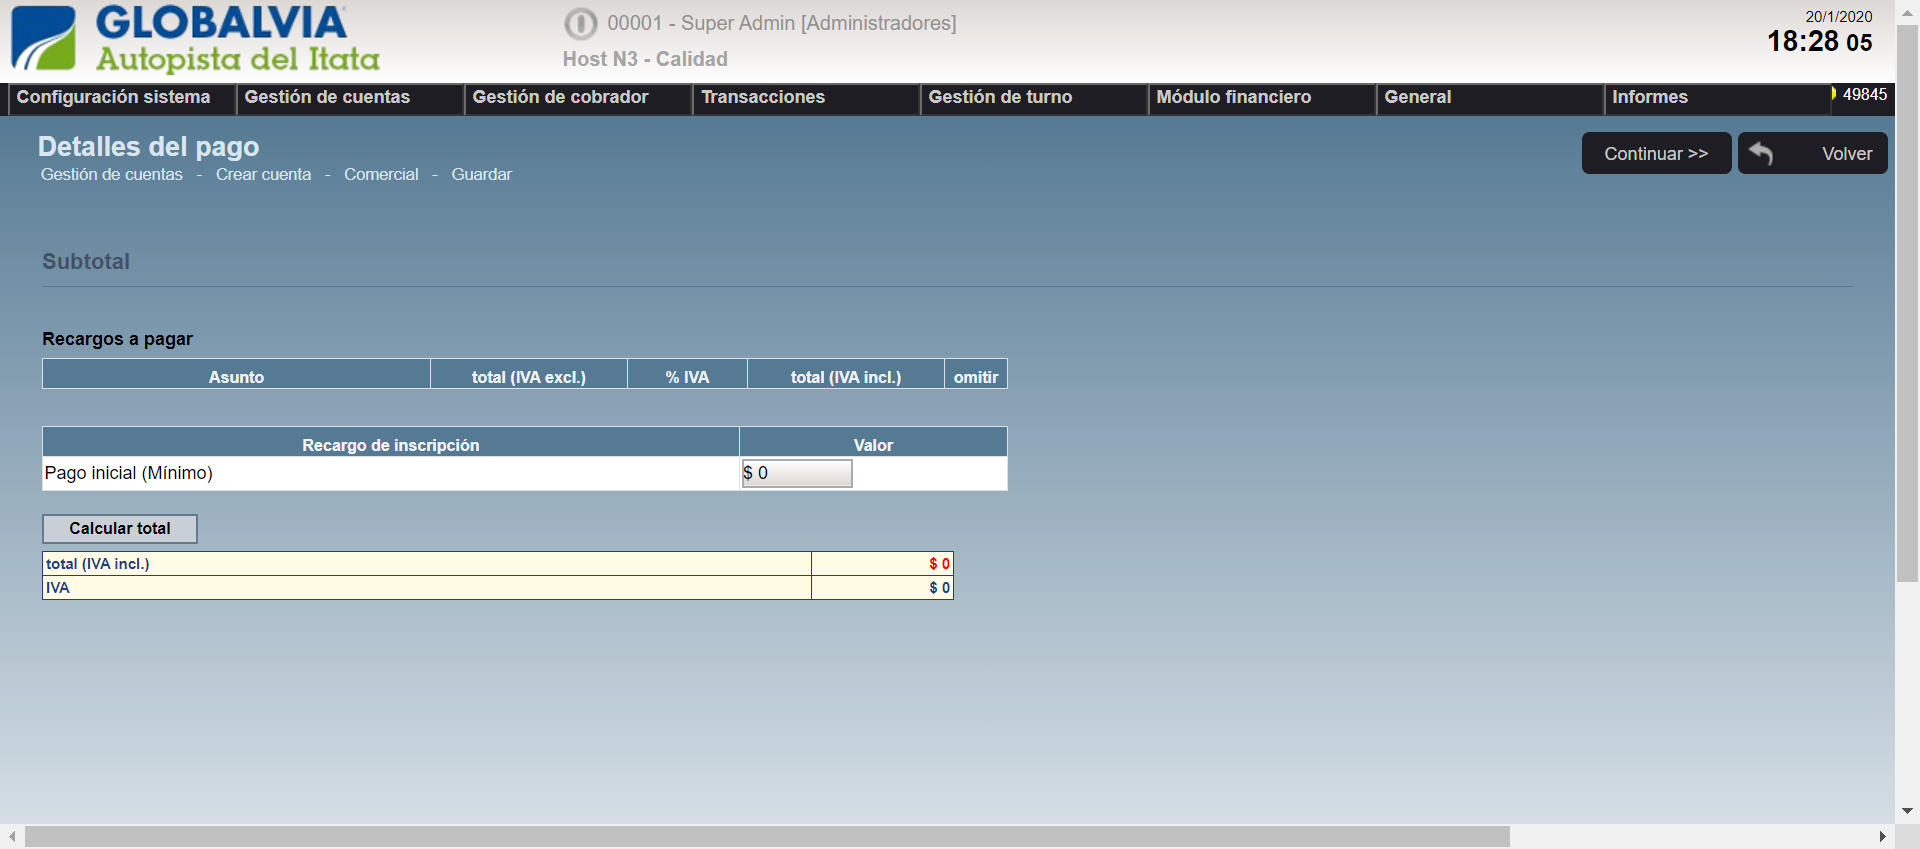 GLOBALVIA
Autopista del Itata
00001 - Super Admin [Administradores]
Host N3 - Calidad
20/1/2020
18:28 05
Configuración sistema Gestión de cuentas Gestión de cobrador Transacciones Gestión de turno Módulo financiero General Informes 49845
Detalles del pago
Gestión de cuentas - Crear cuenta - Comercial - Guardar
Continuar >> Volver
Subtotal
Recargos a pagar
Asunto total (IVA excl.) % IVA total (IVA incl.) omitir
Recargo de inscripción Valor
Pago inicial (Mínimo) $ 0
Calcular total
total (IVA incl.) $ 0
IVA $ 0